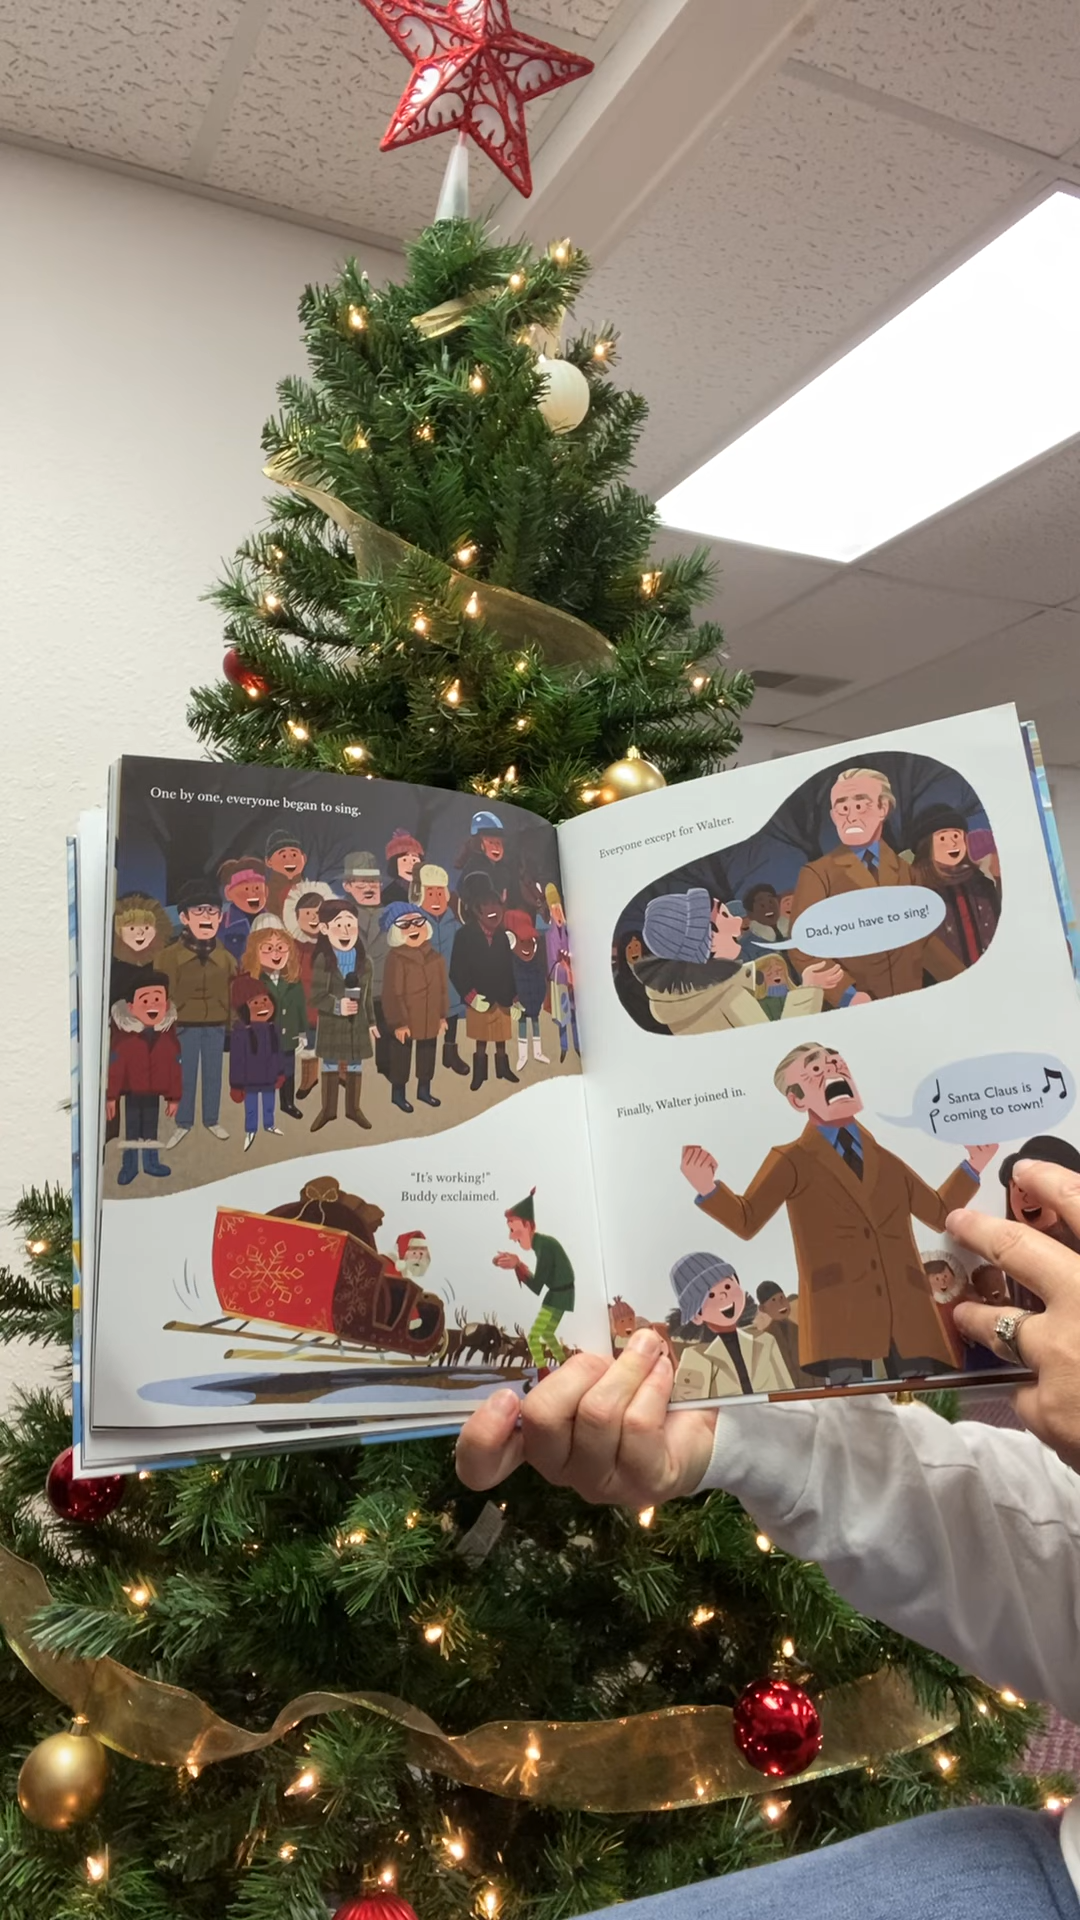 One by one, everyone began to sing.
"It's working!"
Buddy exclaimed.
Everyone except for Walter.
Dad, you have to sing!
Finally, Walter joined in.
Santa Claus is
coming to town!